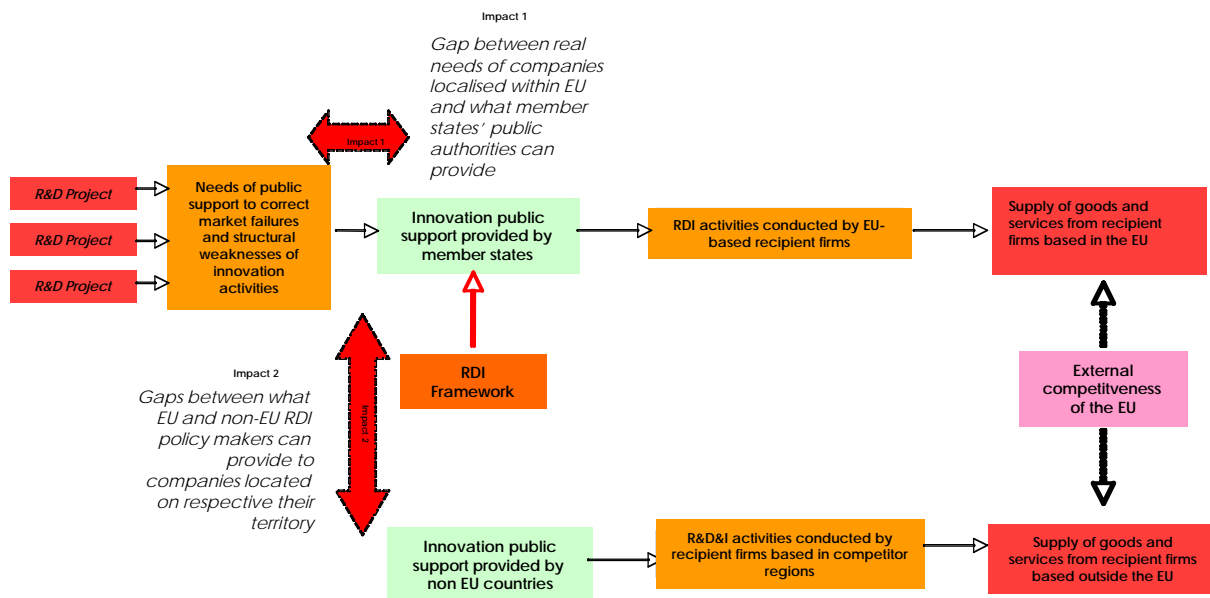 Impact 1
Gap between real
needs of companies
localised within EU
and what member
states' public
authorities can
provide
Impact 1
R&D Project
R&D Project
R&D Project
Needs of public
support to correct
market failures
and structural
weaknesses of
innovation
activities
Innovation public
support provided by
member states
RDI activities conducted by EU-
based recipient firms
Supply of goods and
services from recipient
firms based in the EU
RDI
Framework
External
competitveness
of the EU
Impact 2
Gaps between what
EU and non-EU RDI
policy makers can
provide to
companies located
on respective their
territory
Impact 2
Innovation public
support provided by
non EU countries
R&D&I activities conducted by
recipient firms based in competitor
regions
Supply of goods and
services from recipient firms
based outside the EU